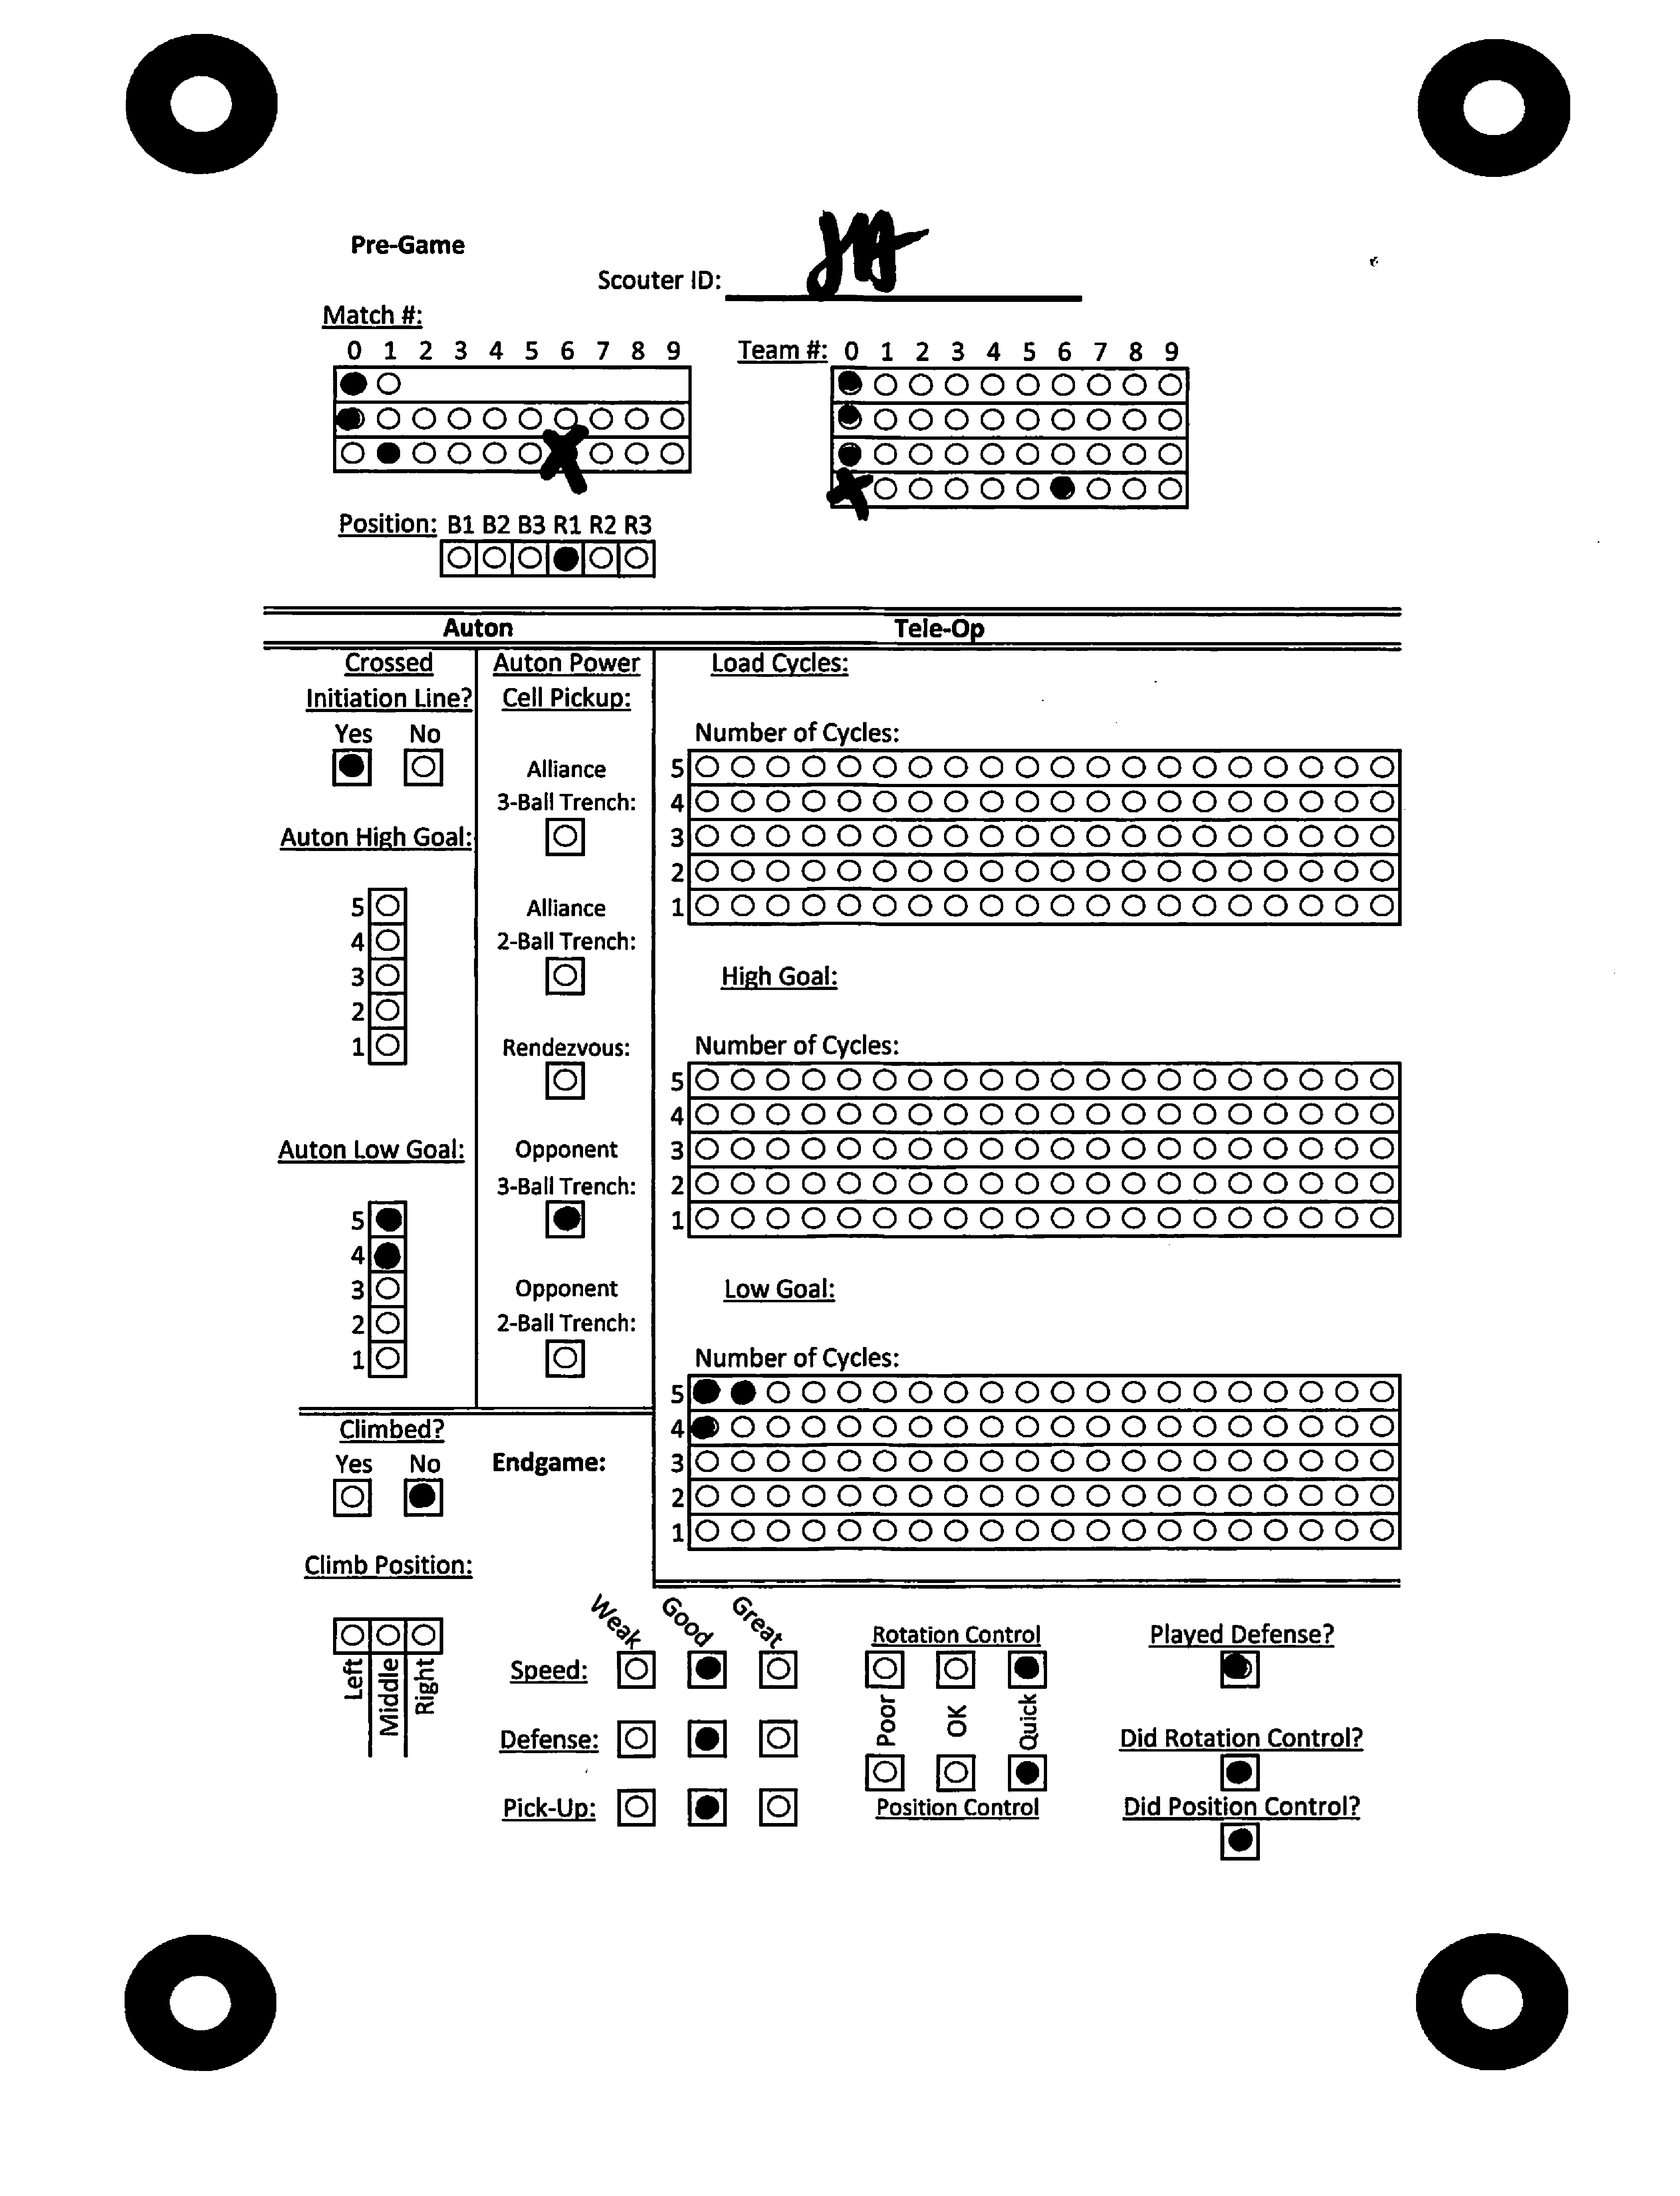 Pre-Game
Scouter ID:
Match #:
0 1 2 3 4 5 6 7 8 9
Team #: 0 1 2 3 4 5 6 7 8 9
Position: B1 B2 B3 R1 R2 R3
Auton
Tele-Op
Crossed
Initiation Line?
Yes No
Auton High Goal:
5
4
3
2
1
Auton Low Goal:
5
4
3
2
1
Auton Power
Cell Pickup:
Alliance
3-Ball Trench:
Alliance
2-Ball Trench:
Rendezvous:
Opponent
3-Ball Trench:
Opponent
2-Ball Trench:
Load Cycles:
Number of Cycles:
5
4
3
2
1
High Goal:
Number of Cycles:
5
4
3
2
1
Low Goal:
Number of Cycles:
5
4
3
2
1
Climbed?
Yes No
Endgame:
Climb Position:
Left
Middle
Right
Weak
Good
Great
Speed:
Defense:
Pick-Up:
Rotation Control
Poor
OK
Quick
Position Control
Played Defense?
Did Rotation Control?
Did Position Control?